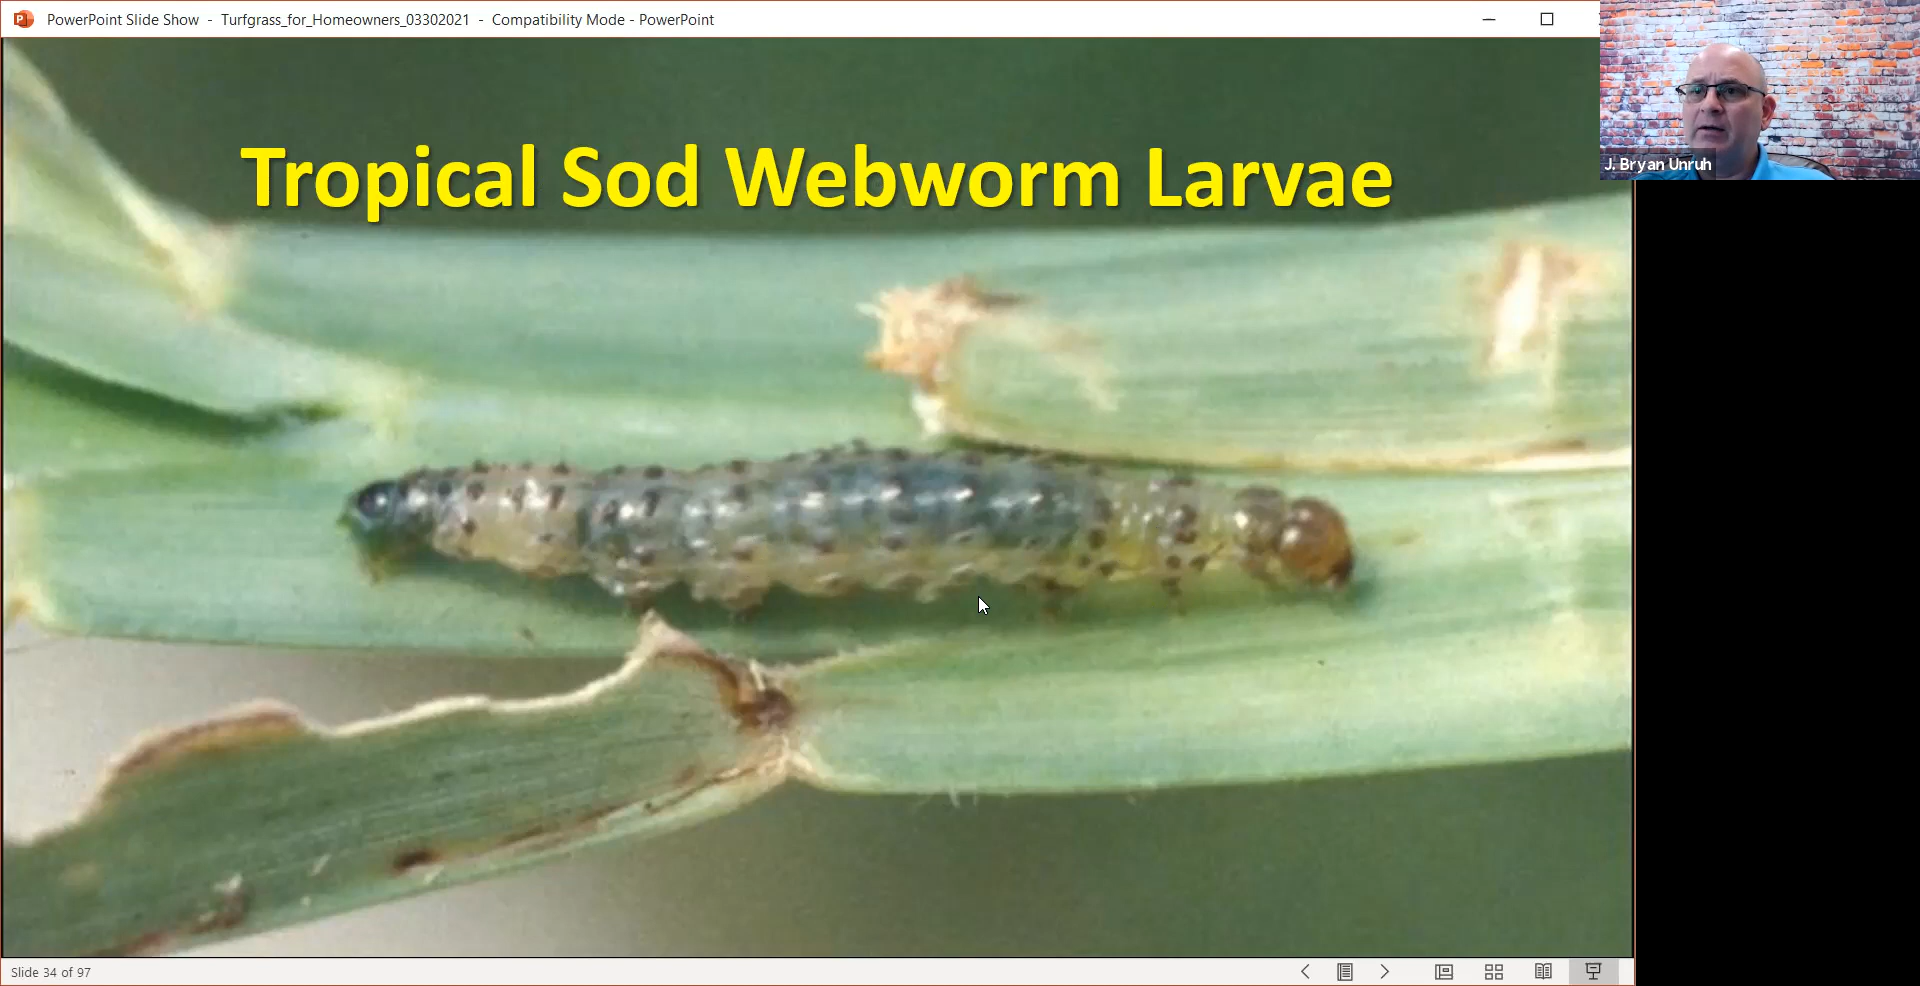 PowerPoint Slide Show - Turfgrass_for_Homeowners_03302021 - Compatibility Mode - PowerPoint
J. Bryan Unruh
Tropical Sod Webworm Larvae
Slide 34 of 97